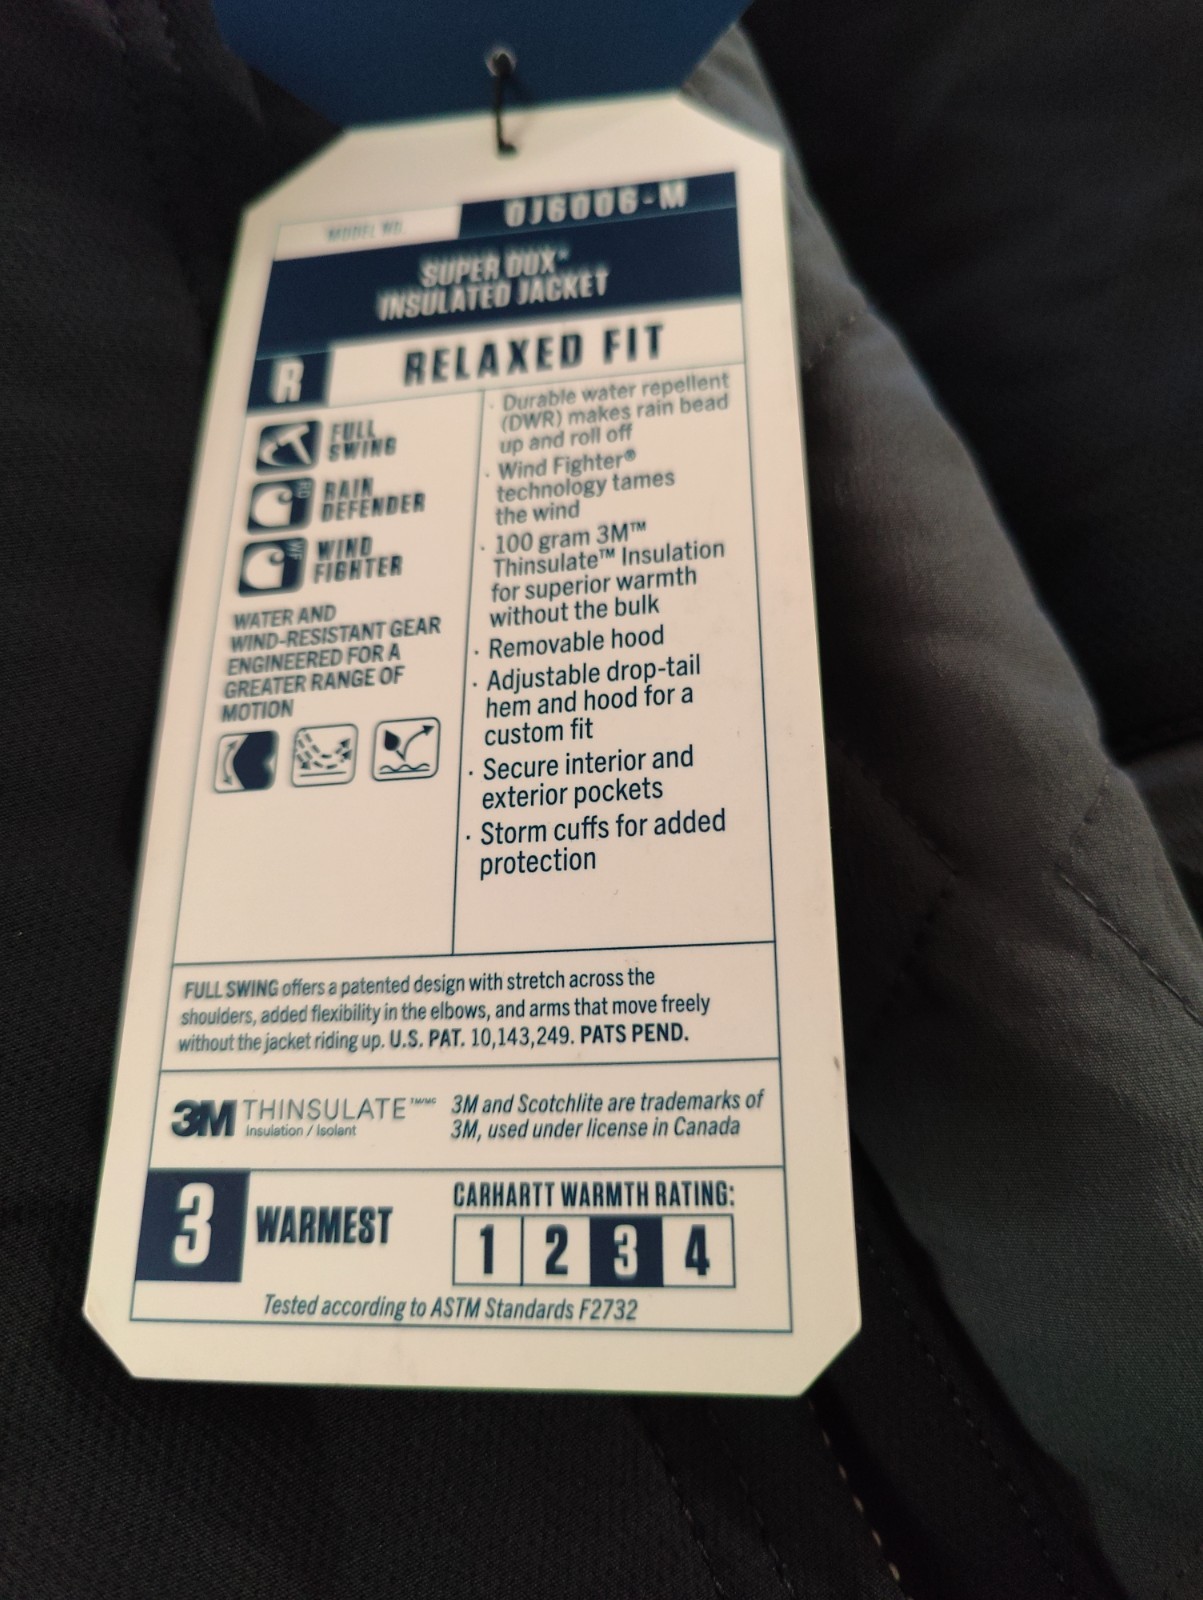 MODEL NO.
OJ6006-M
SUPER DUX®
INSULATED JACKET
R
RELAXED FIT
FULL
SWING
RAIN
DEFENDER
RD
WIND
FIGHTER
WF
WATER AND
WIND-RESISTANT GEAR
ENGINEERED FOR A
GREATER RANGE OF
MOTION
· Durable water repellent
(DWR) makes rain bead
up and roll off
· Wind Fighter®
technology tames
the wind
· 100 gram 3M™
Thinsulate™ Insulation
for superior warmth
without the bulk
· Removable hood
· Adjustable drop-tail
hem and hood for a
custom fit
· Secure interior and
exterior pockets
· Storm cuffs for added
protection
FULL SWING offers a patented design with stretch across the
shoulders, added flexibility in the elbows, and arms that move freely
without the jacket riding up. U.S. PAT. 10,143,249. PATS PEND.
3M THINSULATE™/MC
Insulation / Isolant
3M and Scotchlite are trademarks of
3M, used under license in Canada
3 WARMEST
CARHARTT WARMTH RATING:
1 2 3 4
Tested according to ASTM Standards F2732